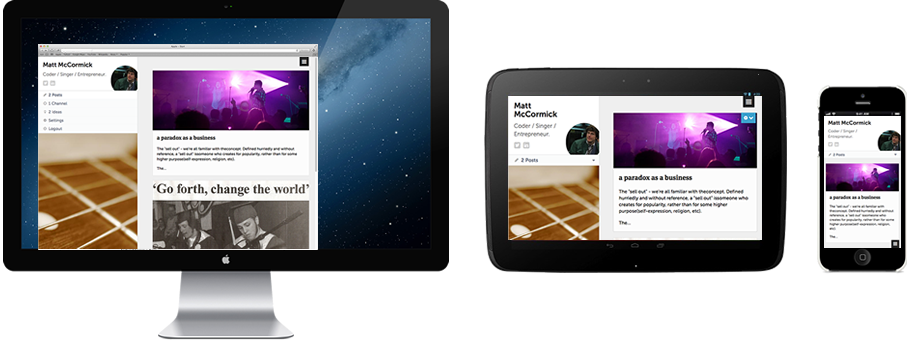 Matt McCormick
Coder / Singer /
Entrepreneur.
2 Posts
1 Channel
2 Ideas
Settings
Logout
a paradox as a business
The "sell out" - we're all familiar with theconcept. Defined
hurriedly and without
reference, a "sell out" issomeone who creates for popularity, rather than for some
higher purpose(self-expression, religion, etc).
The...
'Go forth, change the world'
Matt
McCormick
Coder / Singer /
Entrepreneur.
2 Posts
a paradox as a business
The "sell out" - we're all familiar with theconcept. Defined
hurriedly and without reference, a "sell out" issomeone who
creates for popularity, rather than for some higher
purpose(self-expression, religion, etc).
The...
Matt McCormick
Coder / Singer /
Entrepreneur.
2 Posts
a paradox as a business
The "sell out" - we're all familiar with
theconcept. Defined hurriedly and without
reference, a "sell out" issomeone who
creates for popularity, rather than for some
higher purpose(self-expression, religion, etc).
The...